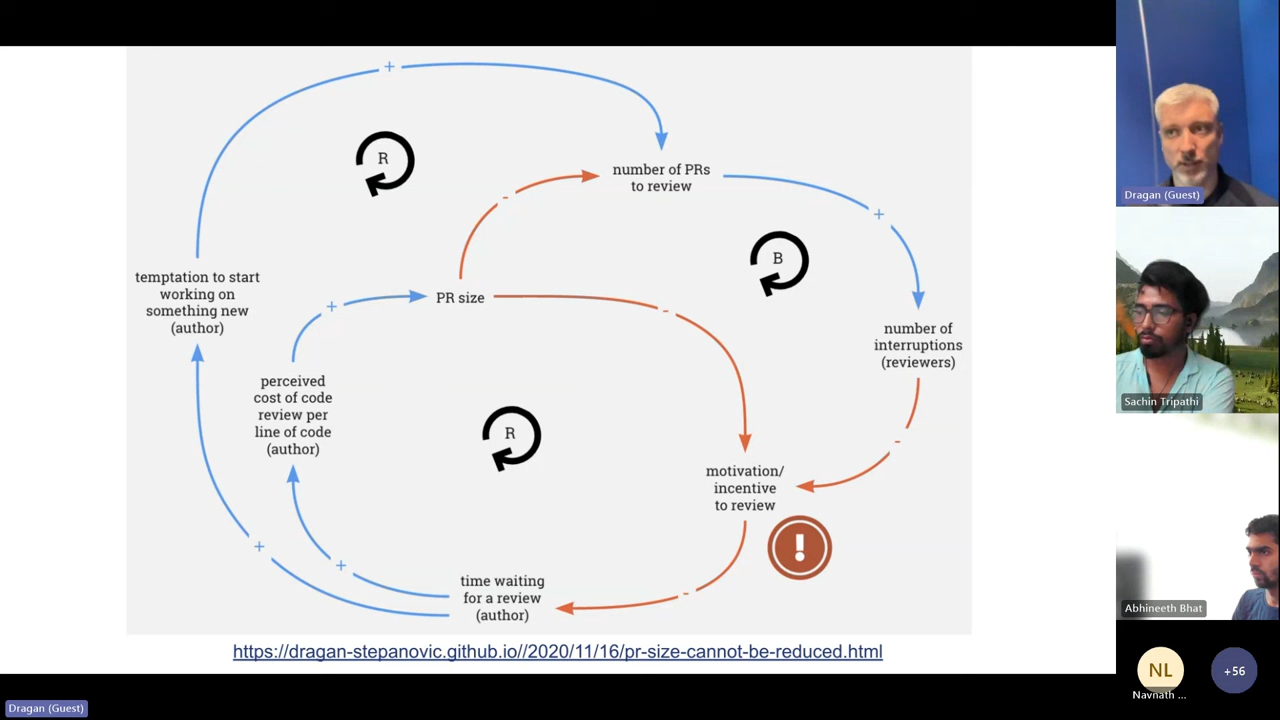 +
R
number of PRs
to review
-
+
B
temptation to start
working on
something new
(author)
+
PR size
-
number of
interruptions
(reviewers)
perceived
cost of code
review per
line of code
(author)
R
-
motivation/
incentive
to review
!
+
+
time waiting
for a review
(author)
-
https://dragan-stepanovic.github.io//2020/11/16/pr-size-cannot-be-reduced.html
Dragan (Guest)
Dragan (Guest)
Sachin Tripathi
Abhineeth Bhat
NL
Navnath ...
+56